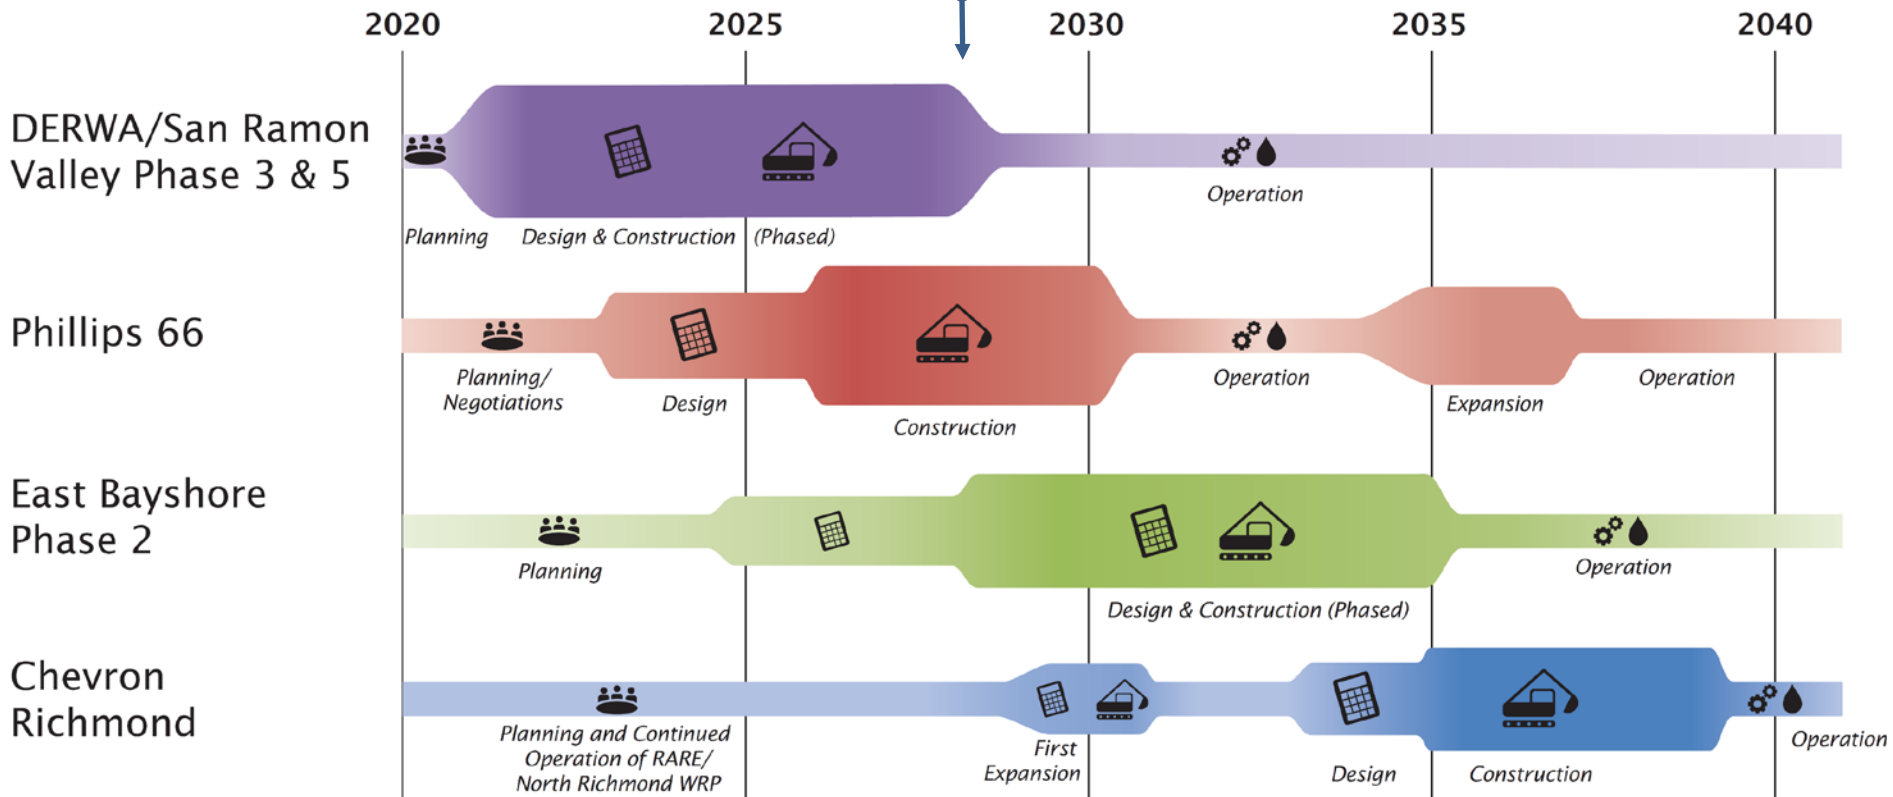 2020 2025 2030 2035 2040
DERWA/San Ramon
Valley Phase 3 & 5
Operation
Planning Design & Construction (Phased)
Phillips 66
Planning/
Negotiations
Design
Construction
Operation
Expansion
Operation
East Bayshore
Phase 2
Planning
Operation
Design & Construction (Phased)
Chevron
Richmond
Planning and Continued
Operation of RARE/
North Richmond WRP
First
Expansion
Design
Construction
Operation